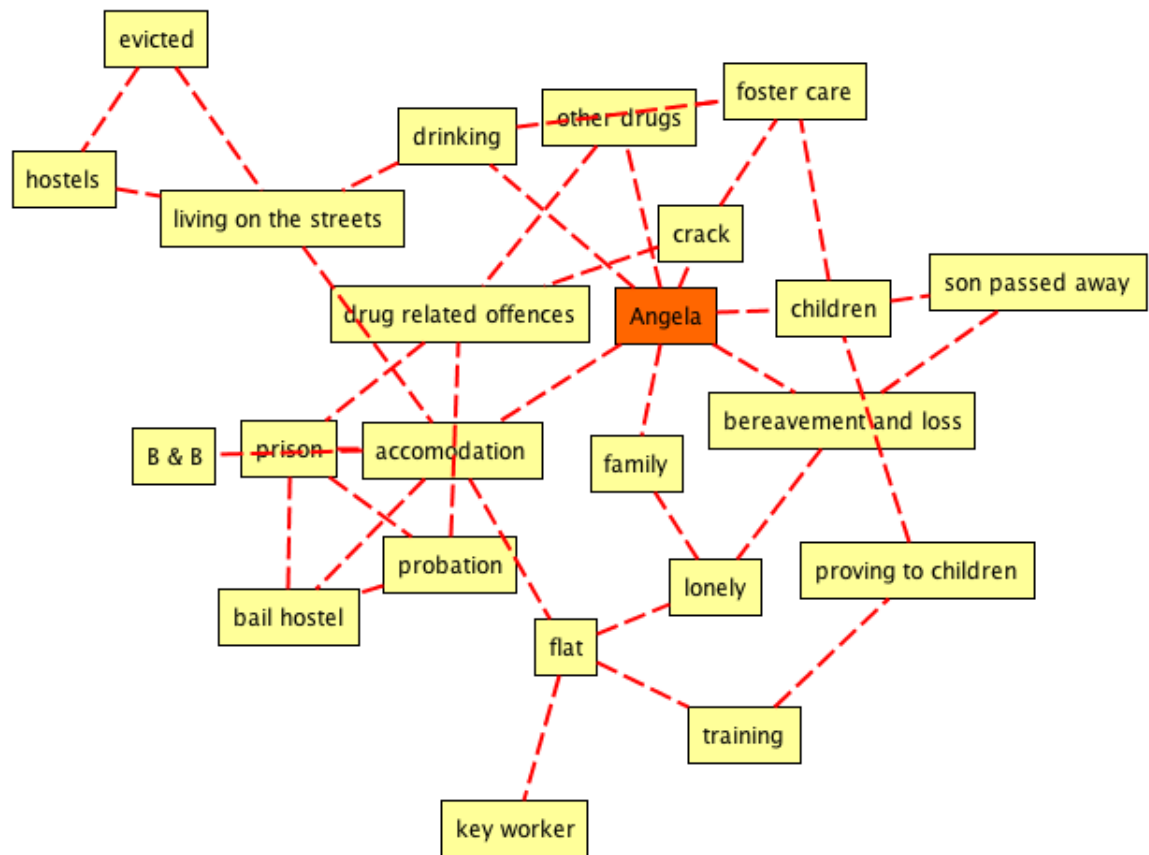 evicted
foster care
other drugs
drinking
hostels
living on the streets
crack
son passed away
children
drug related offences
Angela
bereavement and loss
prison
accomodation
B & B
family
probation
proving to children
lonely
bail hostel
flat
training
key worker